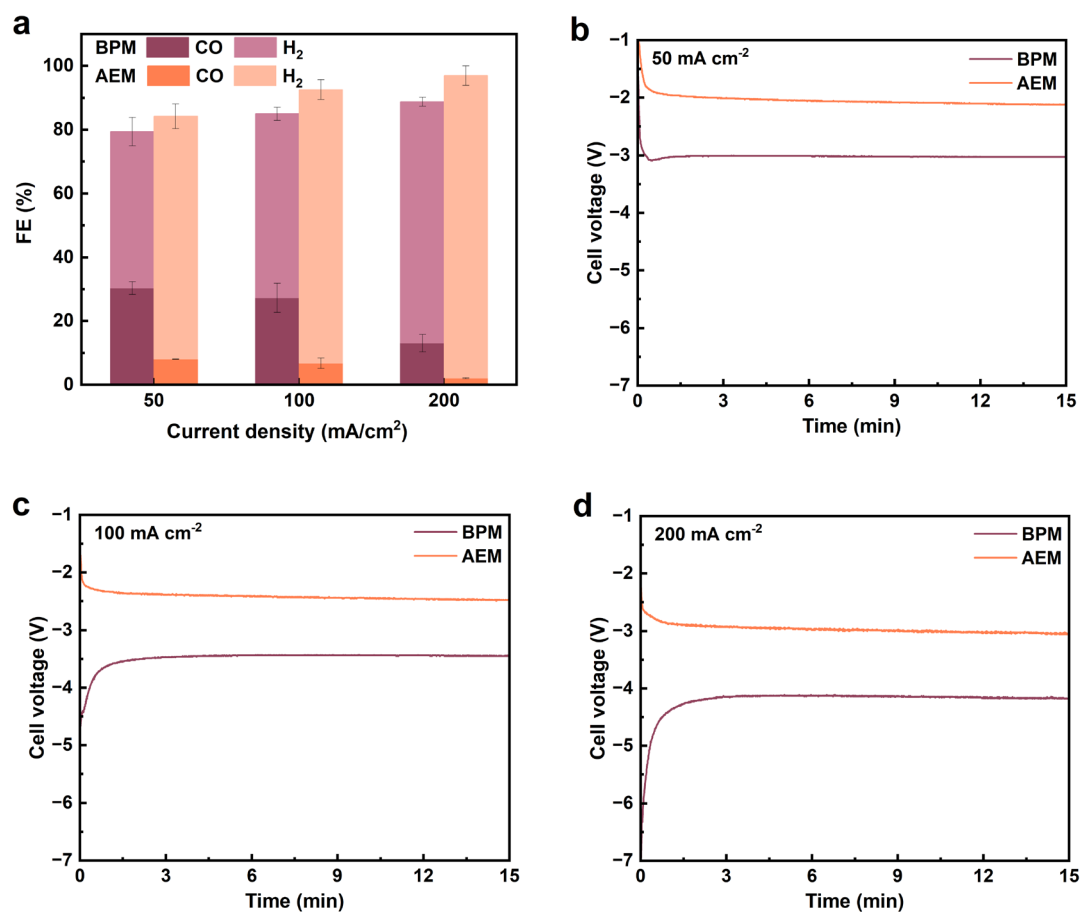 a
BPM CO H₂
AEM CO H₂
100
80
60
40
20
0
FE (%)
50 100 200
Current density (mA/cm²)
b
50 mA cm⁻²
BPM
AEM
−1
−2
−3
−4
−5
−6
−7
Cell voltage (V)
0 3 6 9 12 15
Time (min)
c
100 mA cm⁻²
BPM
AEM
−1
−2
−3
−4
−5
−6
−7
Cell voltage (V)
0 3 6 9 12 15
Time (min)
d
200 mA cm⁻²
BPM
AEM
−1
−2
−3
−4
−5
−6
−7
Cell voltage (V)
0 3 6 9 12 15
Time (min)